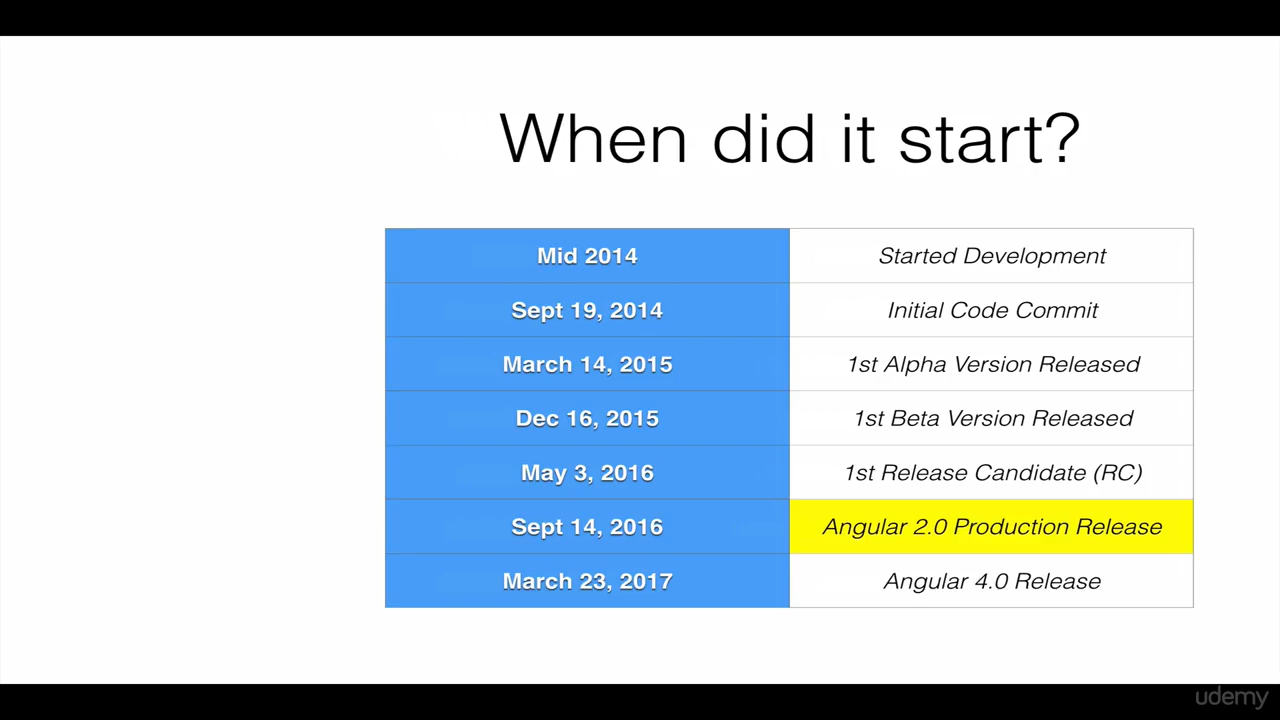 When did it start?
Mid 2014 Started Development
Sept 19, 2014 Initial Code Commit
March 14, 2015 1st Alpha Version Released
Dec 16, 2015 1st Beta Version Released
May 3, 2016 1st Release Candidate (RC)
Sept 14, 2016 Angular 2.0 Production Release
March 23, 2017 Angular 4.0 Release
udemy